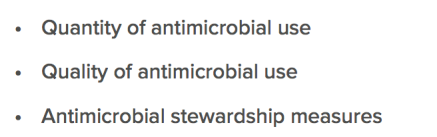 • Quantity of antimicrobial use
• Quality of antimicrobial use
• Antimicrobial stewardship measures